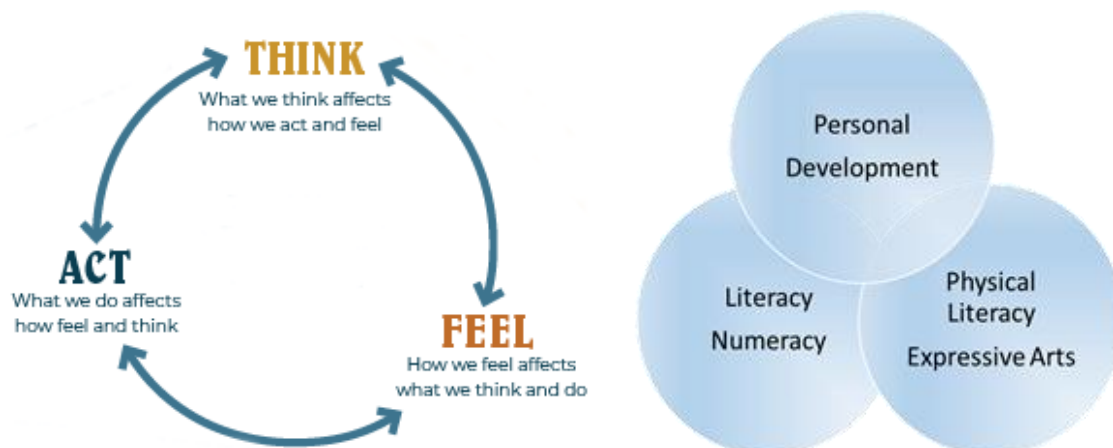 THINK
What we think affects
how we act and feel
ACT
What we do affects
how feel and think
FEEL
How we feel affects
what we think and do
Personal
Development
Literacy
Numeracy
Physical
Literacy
Expressive Arts